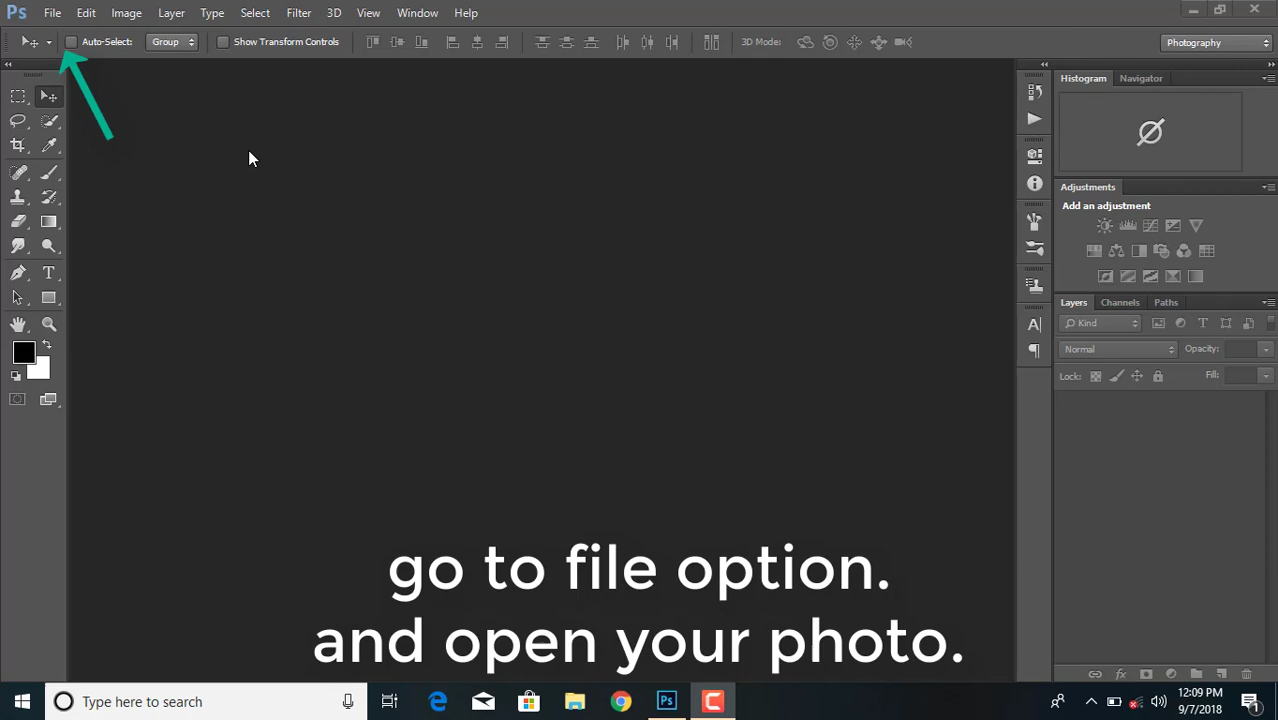 Ps File Edit Image Layer Type Select Filter 3D View Window Help
Auto-Select: Group Show Transform Controls 3D Mode: Photography
Histogram Navigator
Adjustments
Add an adjustment
Layers Channels Paths
Kind
Normal Opacity:
Lock: Fill:
go to file option.
and open your photo.
Type here to search
Ps
12:09 PM
9/7/2018
1